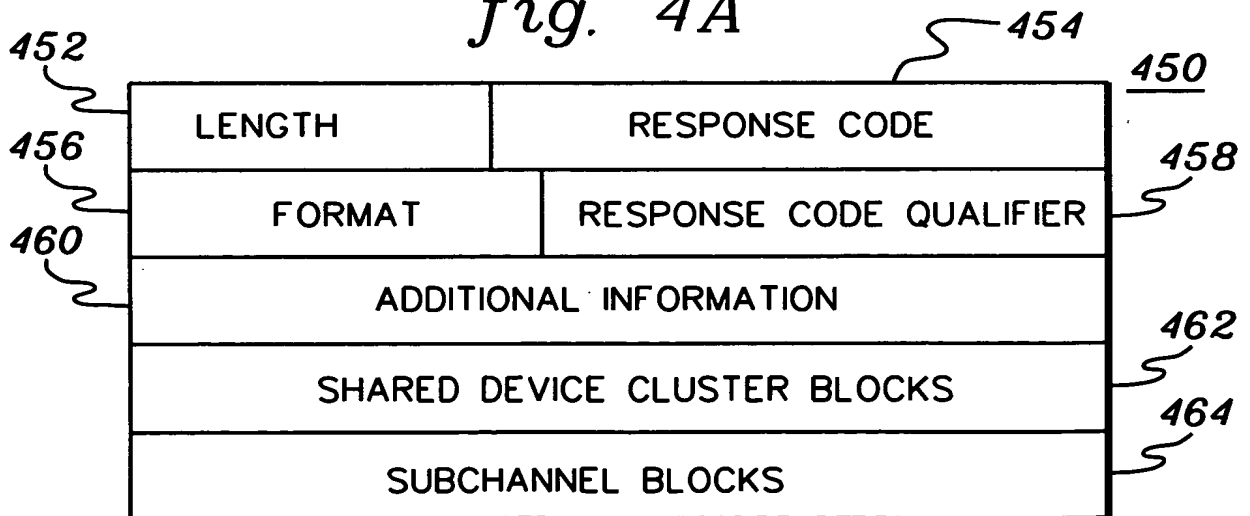 fig. 4A
452
454
450
LENGTH RESPONSE CODE
456
458
FORMAT RESPONSE CODE QUALIFIER
460
ADDITIONAL INFORMATION
462
SHARED DEVICE CLUSTER BLOCKS
464
SUBCHANNEL BLOCKS